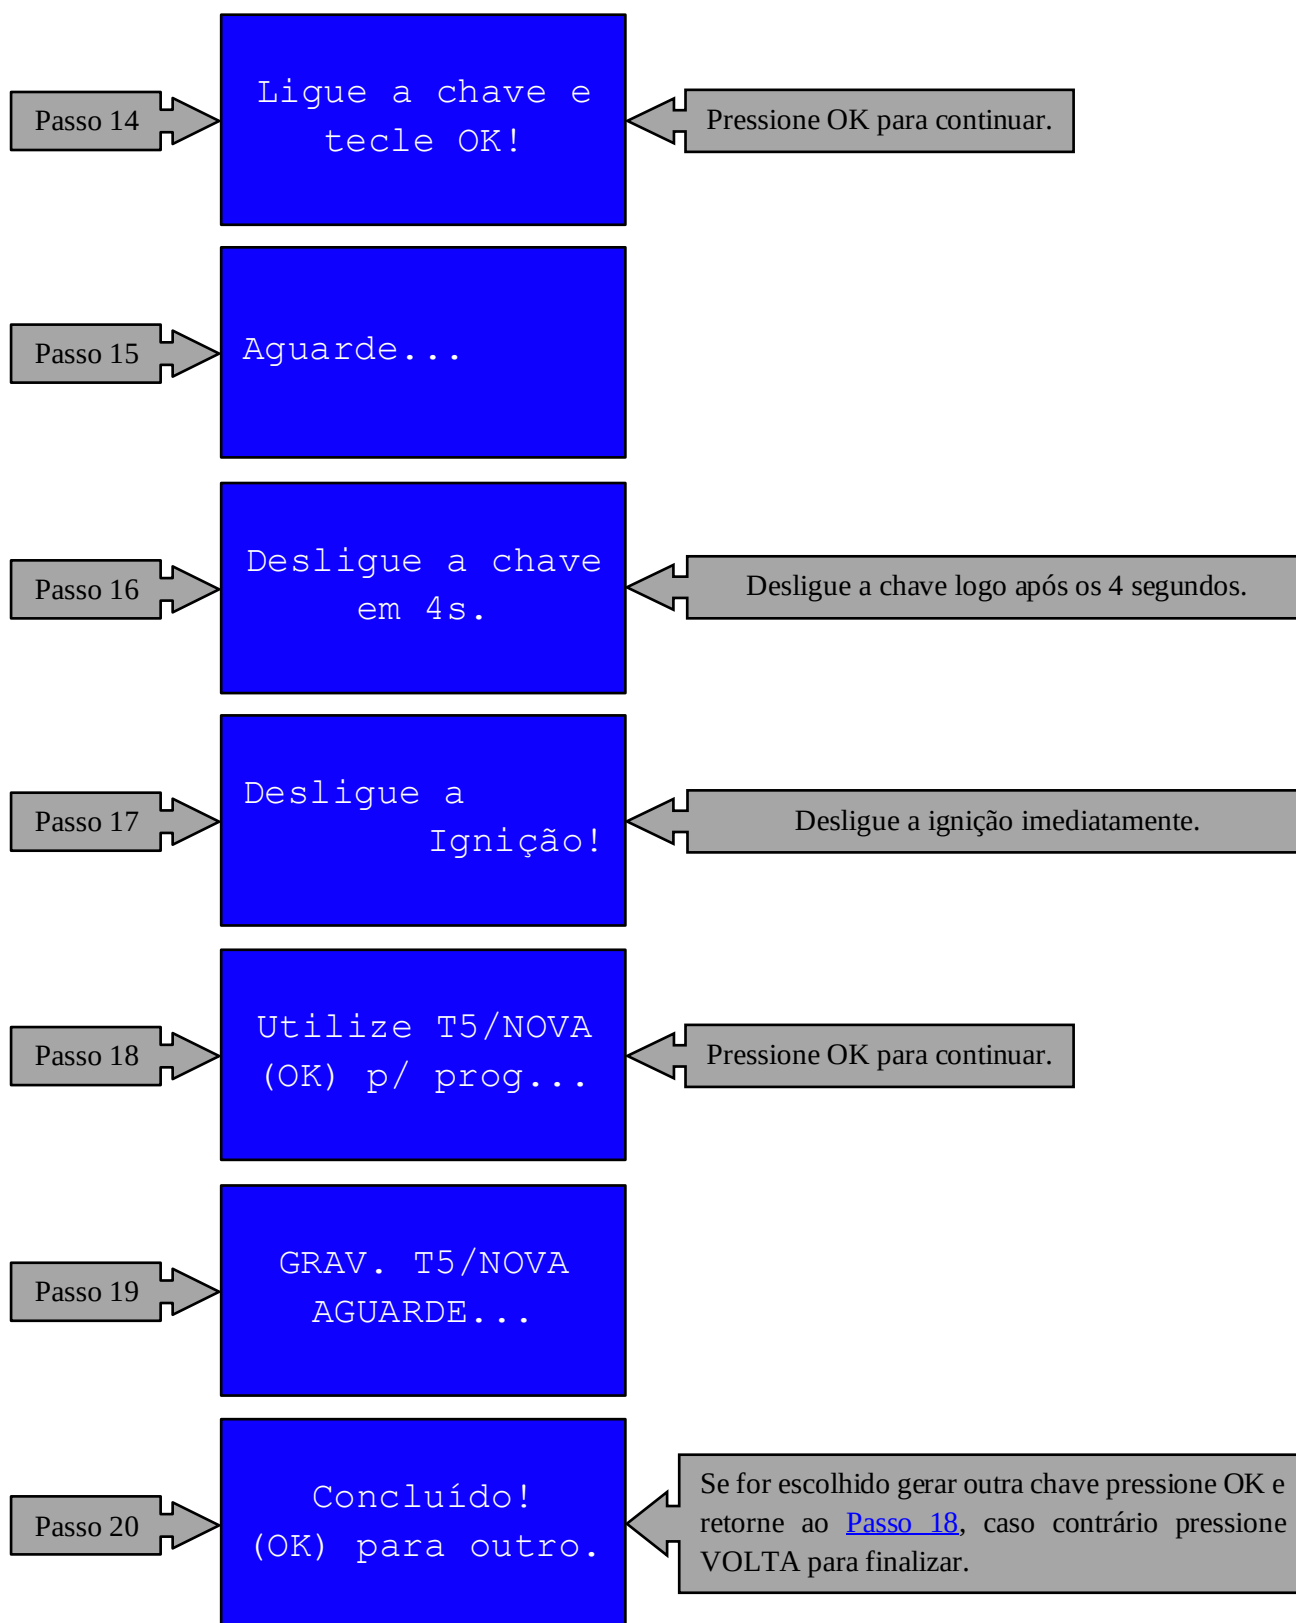 Passo 14
Ligue a chave e
tecle OK!
Pressione OK para continuar.
Passo 15
Aguarde...
Passo 16
Desligue a chave
em 4s.
Desligue a chave logo após os 4 segundos.
Passo 17
Desligue a
Ignição!
Desligue a ignição imediatamente.
Passo 18
Utilize T5/NOVA
(OK) p/ prog...
Pressione OK para continuar.
Passo 19
GRAV. T5/NOVA
AGUARDE...
Passo 20
Concluído!
(OK) para outro.
Se for escolhido gerar outra chave pressione OK e
retorne ao Passo 18, caso contrário pressione
VOLTA para finalizar.